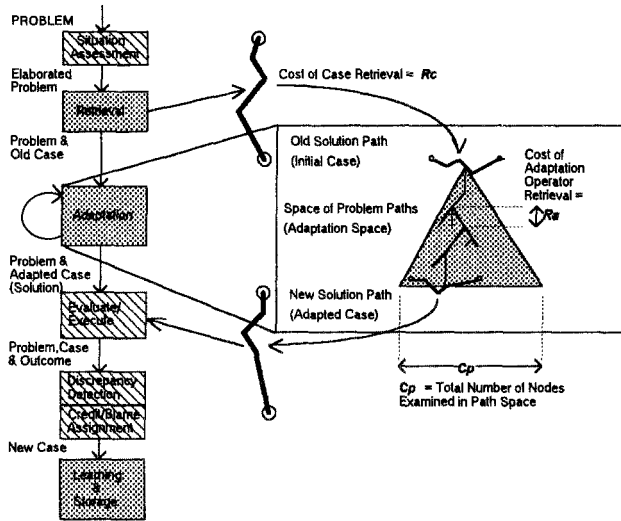 PROBLEM
Situation
Assessment
Elaborated
Problem
Retrieval
Problem &
Old Case
Adaptation
Problem &
Adapted Case
(Solution)
Evaluate/
Execute
Problem,Case
& Outcome
Discrepancy
Detection
Credit/Blame
Assignment
New Case
Learning
&
Storage
Cost of Case Retrieval = Rc
Old Solution Path
(Initial Case)
Cost of
Adaptation
Operator
Retrieval =
Ra
Space of Problem Paths
(Adaptation Space)
New Solution Path
(Adapted Case)
Cp
Cp = Total Number of Nodes
Examined in Path Space